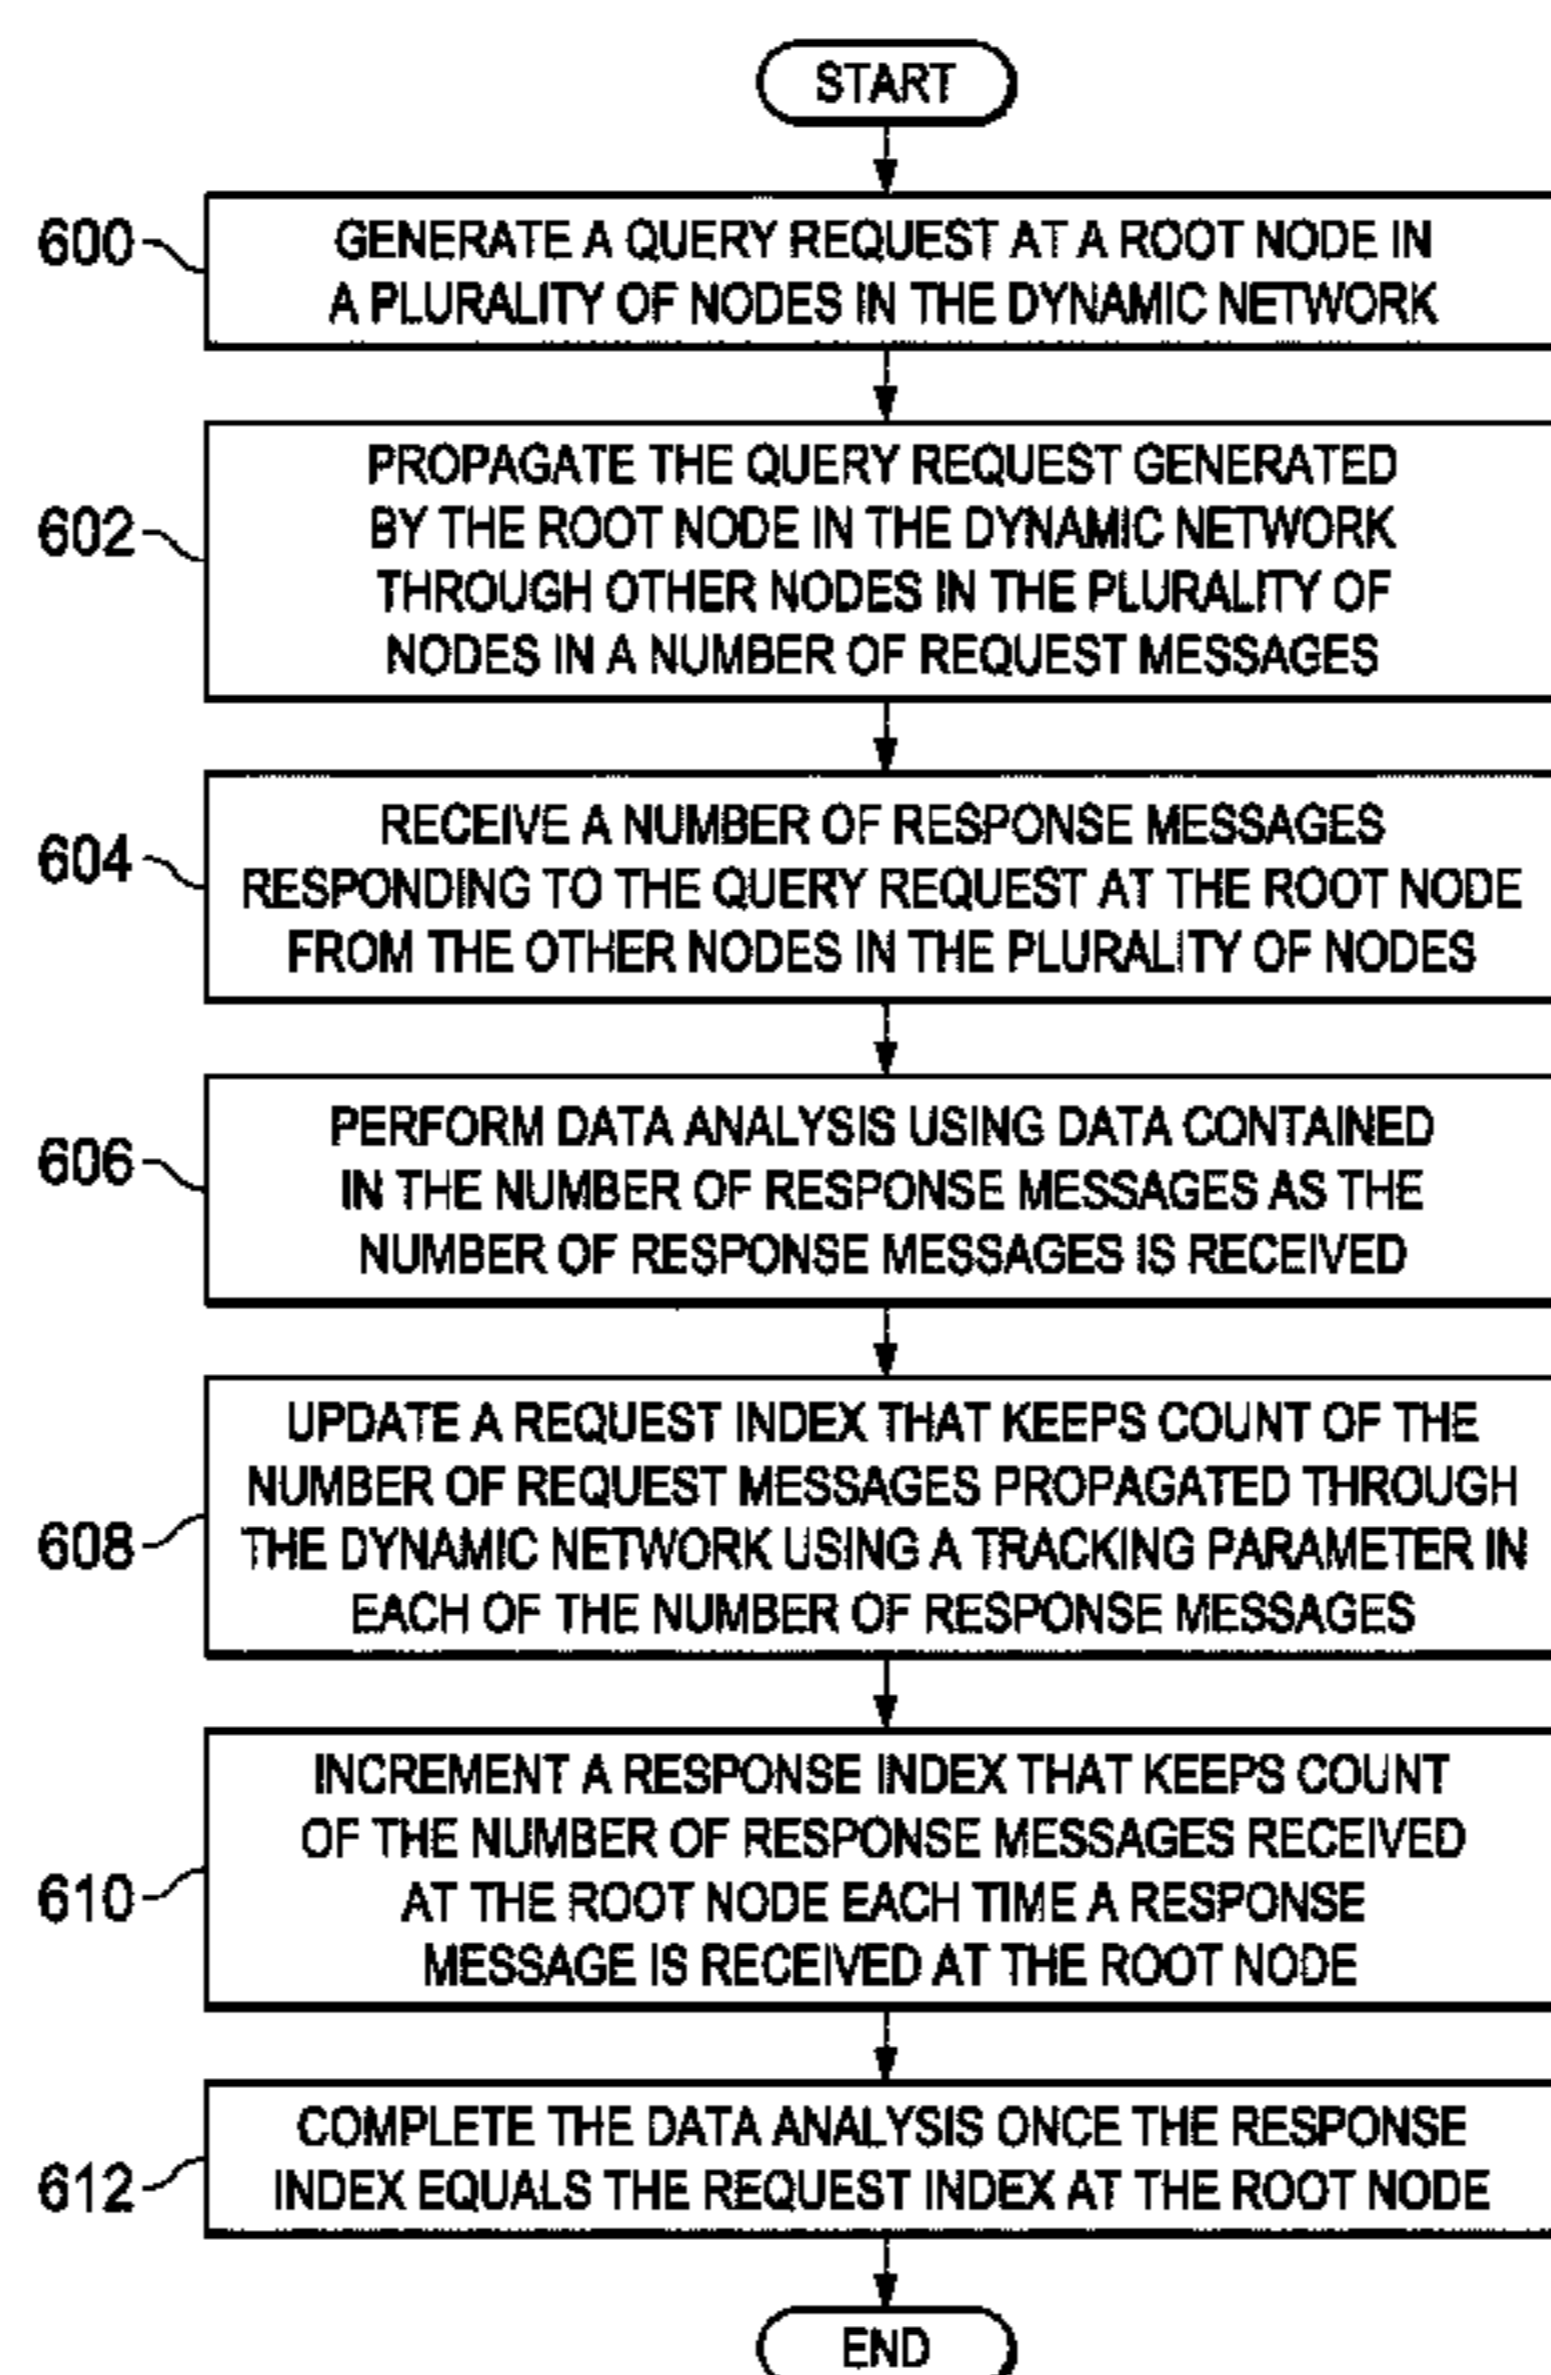 START
600
GENERATE A QUERY REQUEST AT A ROOT NODE IN
A PLURALITY OF NODES IN THE DYNAMIC NETWORK
602
PROPAGATE THE QUERY REQUEST GENERATED
BY THE ROOT NODE IN THE DYNAMIC NETWORK
THROUGH OTHER NODES IN THE PLURALITY OF
NODES IN A NUMBER OF REQUEST MESSAGES
604
RECEIVE A NUMBER OF RESPONSE MESSAGES
RESPONDING TO THE QUERY REQUEST AT THE ROOT NODE
FROM THE OTHER NODES IN THE PLURALITY OF NODES
606
PERFORM DATA ANALYSIS USING DATA CONTAINED
IN THE NUMBER OF RESPONSE MESSAGES AS THE
NUMBER OF RESPONSE MESSAGES IS RECEIVED
608
UPDATE A REQUEST INDEX THAT KEEPS COUNT OF THE
NUMBER OF REQUEST MESSAGES PROPAGATED THROUGH
THE DYNAMIC NETWORK USING A TRACKING PARAMETER IN
EACH OF THE NUMBER OF RESPONSE MESSAGES
610
INCREMENT A RESPONSE INDEX THAT KEEPS COUNT
OF THE NUMBER OF RESPONSE MESSAGES RECEIVED
AT THE ROOT NODE EACH TIME A RESPONSE
MESSAGE IS RECEIVED AT THE ROOT NODE
612
COMPLETE THE DATA ANALYSIS ONCE THE RESPONSE
INDEX EQUALS THE REQUEST INDEX AT THE ROOT NODE
END